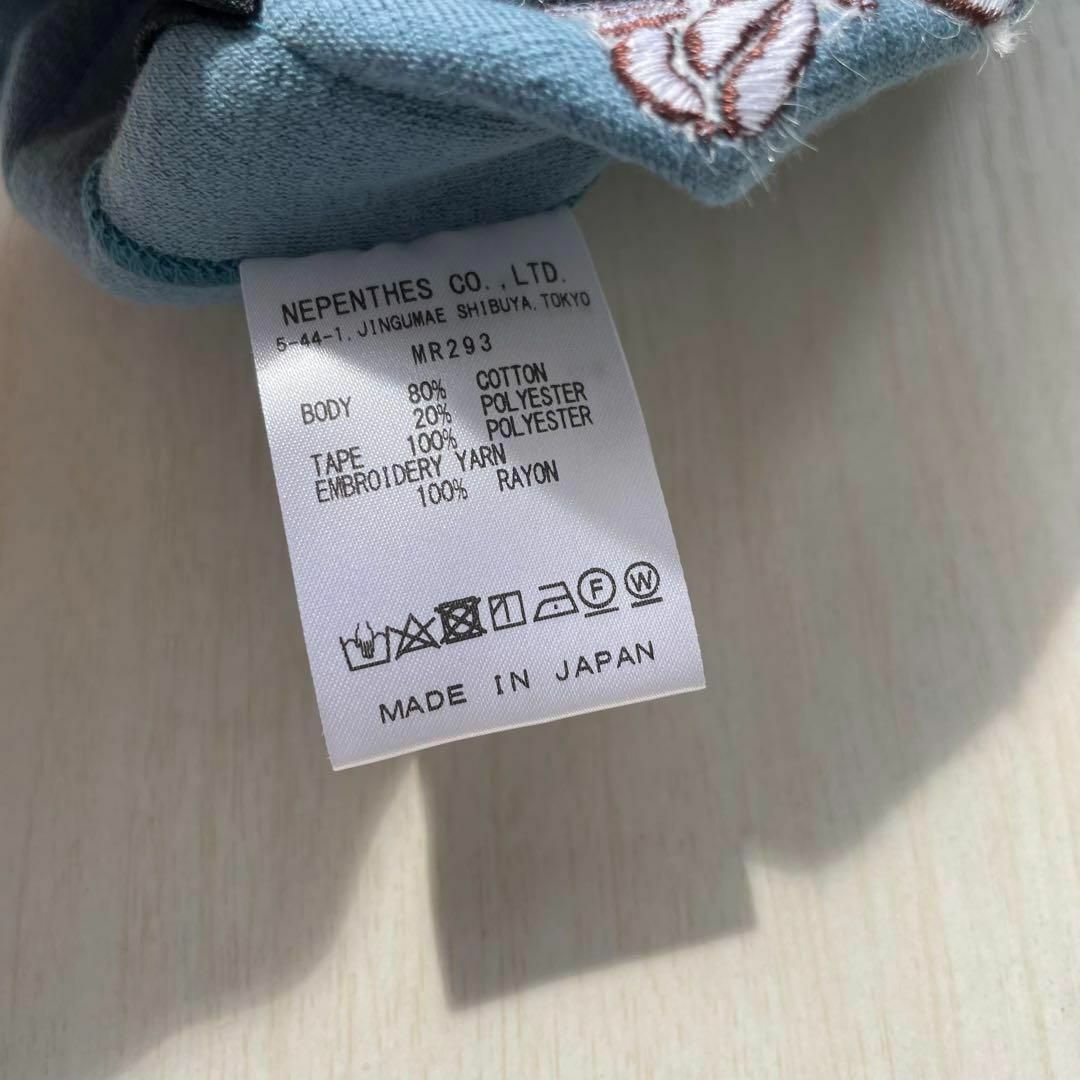 NEPENTHES CO.,LTD.
5-44-1, JINGUMAE SHIBUYA, TOKYO
MR293
BODY 80% COTTON
20% POLYESTER
TAPE 100% POLYESTER
EMBROIDERY YARN
100% RAYON
F W
MADE IN JAPAN